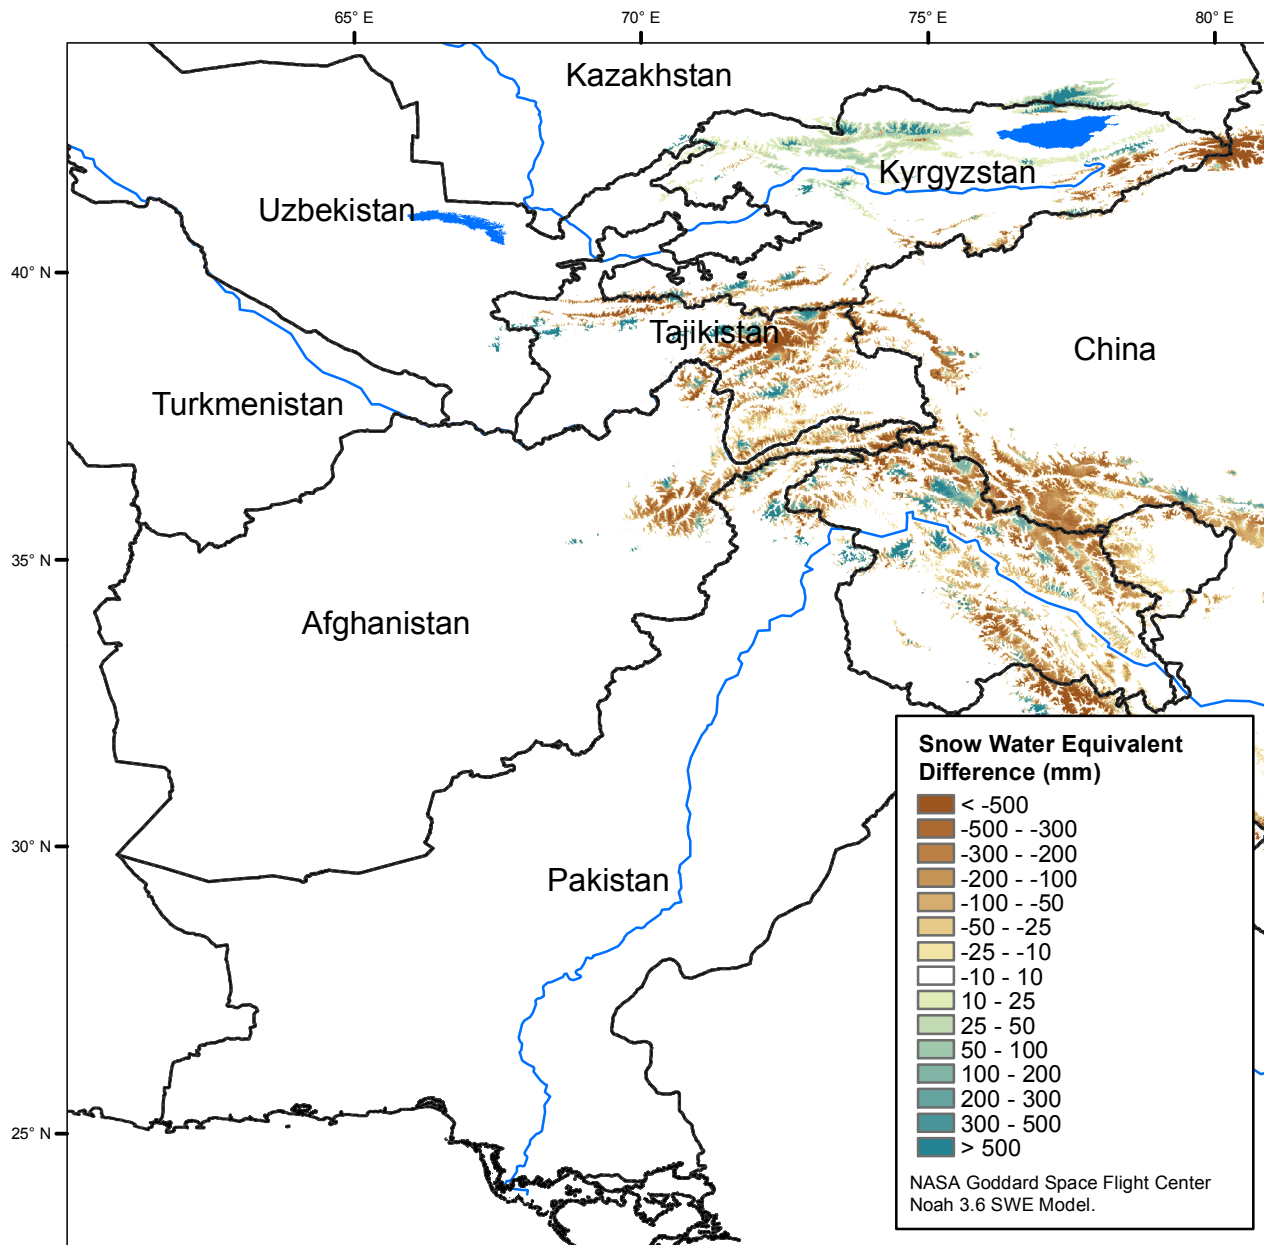 65° E
70° E
75° E
80° E
Kazakhstan
Kyrgyzstan
Uzbekistan
40° N
Tajikistan
China
Turkmenistan
35° N
Afghanistan
30° N
Pakistan
25° N
Snow Water Equivalent
Difference (mm)
< -500
-500 - -300
-300 - -200
-200 - -100
-100 - -50
-50 - -25
-25 - -10
-10 - 10
10 - 25
25 - 50
50 - 100
100 - 200
200 - 300
300 - 500
> 500
NASA Goddard Space Flight Center
Noah 3.6 SWE Model.